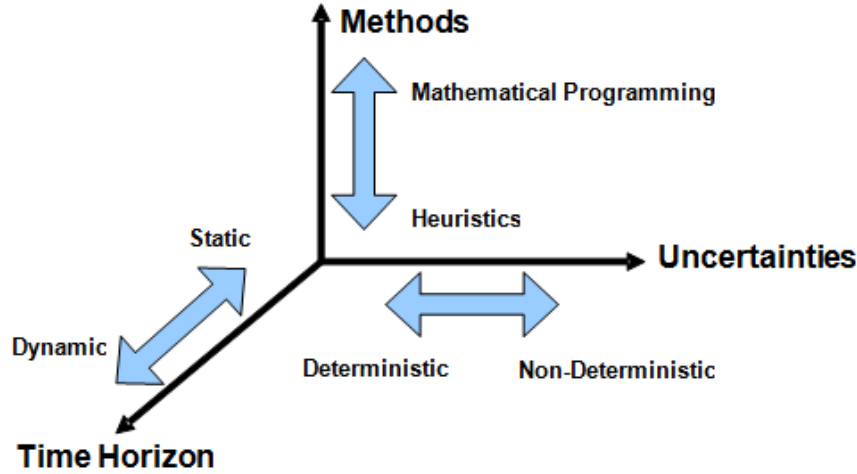 Methods
Mathematical Programming
Heuristics
Static
Uncertainties
Dynamic
Deterministic
Non-Deterministic
Time Horizon